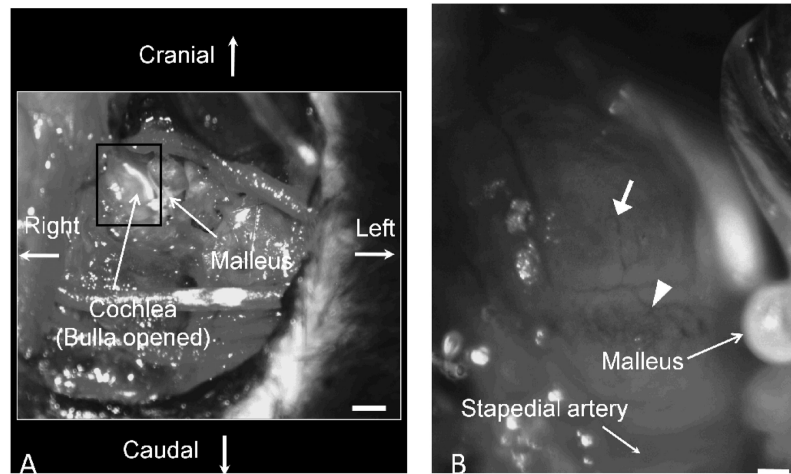 Cranial
Right
Left
Malleus
Cochlea
(Bulla opened)
Caudal
A
Malleus
Stapedial artery
B